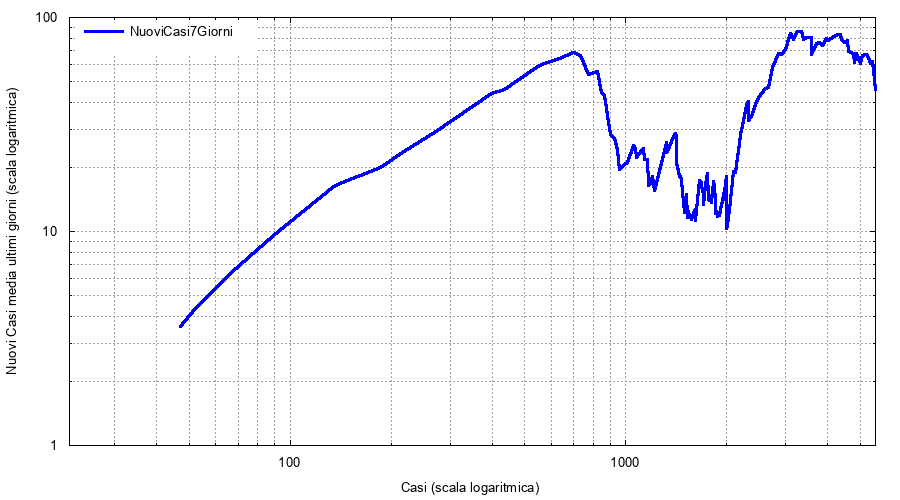 100
NuoviCasi7Giorni
10
1
100
1000
Nuovi Casi media ultimi giorni (scala logaritmica)
Casi (scala logaritmica)